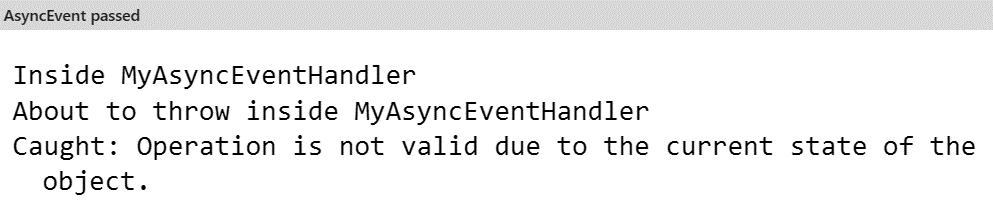 AsyncEvent passed
Inside MyAsyncEventHandler
About to throw inside MyAsyncEventHandler
Caught: Operation is not valid due to the current state of the
object.